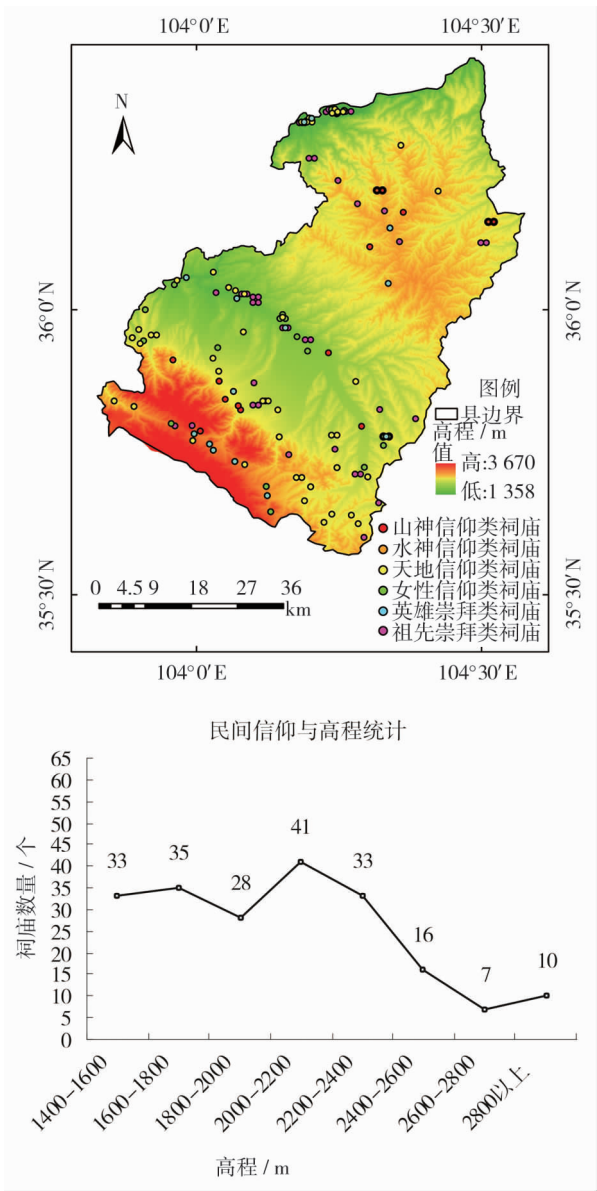 104°0′E 104°30′E
N
36°0′N 36°0′N
35°30′N 35°30′N
图例
县边界
高程 / m
值
高:3 670
低:1 358
山神信仰类祠庙
水神信仰类祠庙
天地信仰类祠庙
女性信仰类祠庙
英雄崇拜类祠庙
祖先崇拜类祠庙
0 4.5 9 18 27 36
km
104°0′E 104°30′E
民间信仰与高程统计
祠庙数量 / 个
65
60
55
50
45
40
35
30
25
20
15
10
5
0
33 35 28 41 33 16 7 10
1400-1600 1600-1800 1800-2000 2000-2200 2200-2400 2400-2600 2600-2800 2800以上
高程 / m